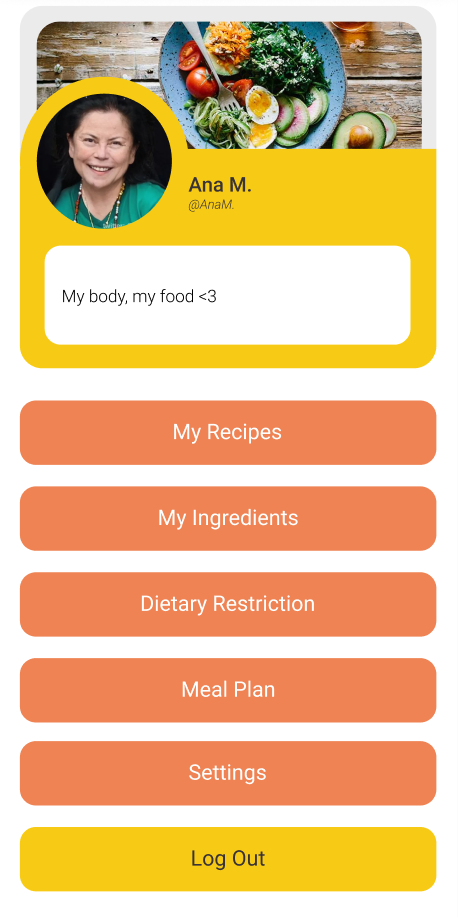 Ana M.
@AnaM.
My body, my food <3
My Recipes
My Ingredients
Dietary Restriction
Meal Plan
Settings
Log Out